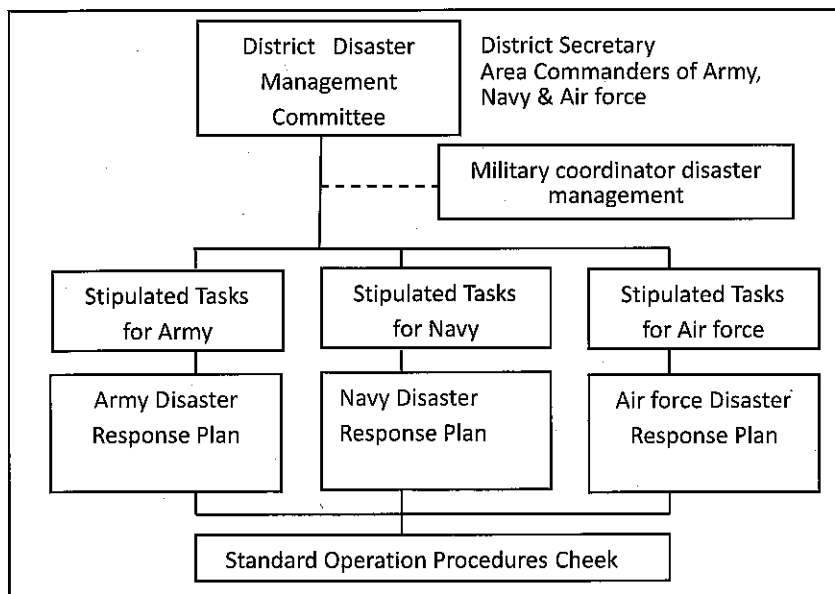 District Disaster
Management
Committee
District Secretary
Area Commanders of Army,
Navy & Air force
Military coordinator disaster
management
Stipulated Tasks
for Army
Stipulated Tasks
for Navy
Stipulated Tasks
for Air force
Army Disaster
Response Plan
Navy Disaster
Response Plan
Air force Disaster
Response Plan
Standard Operation Procedures Cheek